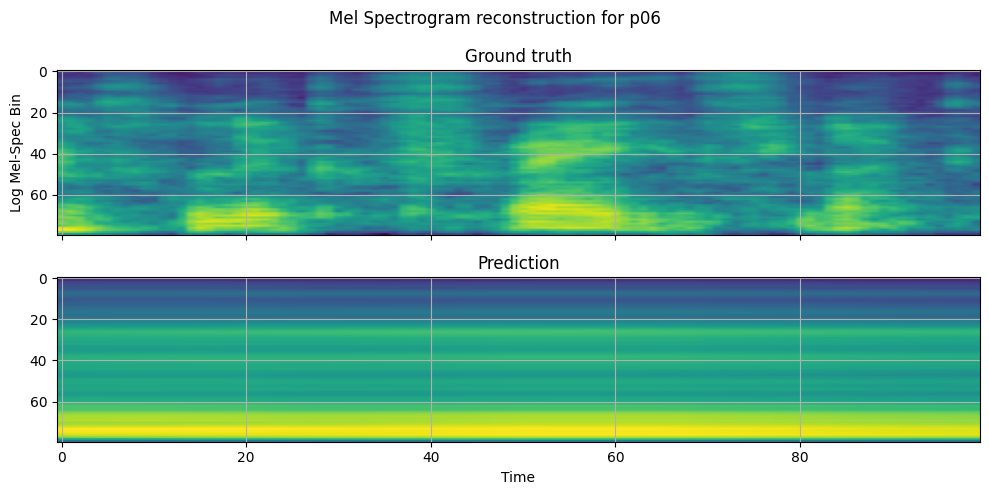 Mel Spectrogram reconstruction for p06
Ground truth
0
20
40
60
Log Mel-Spec Bin
Prediction
0
20
40
60
0 20 40 60 80
Time